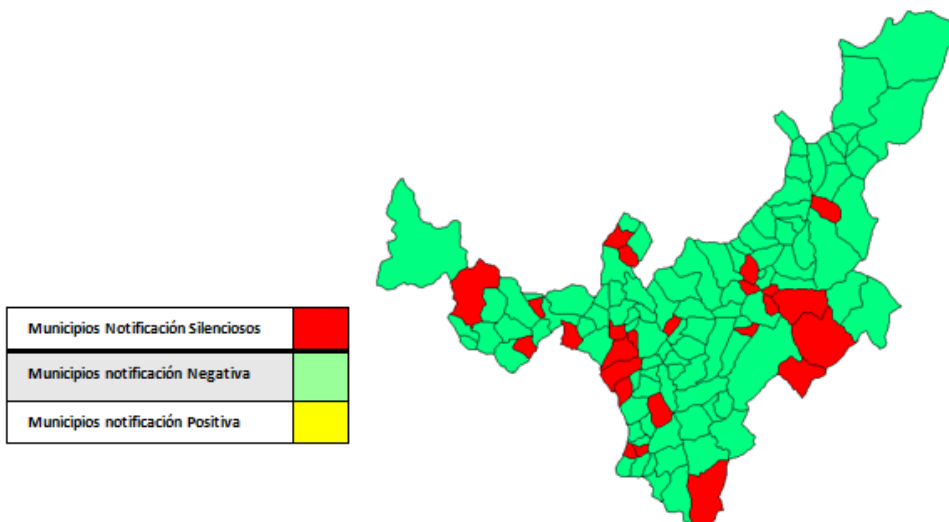 Municipios Notificación Silenciosos
Municipios notificación Negativa
Municipios notificación Positiva